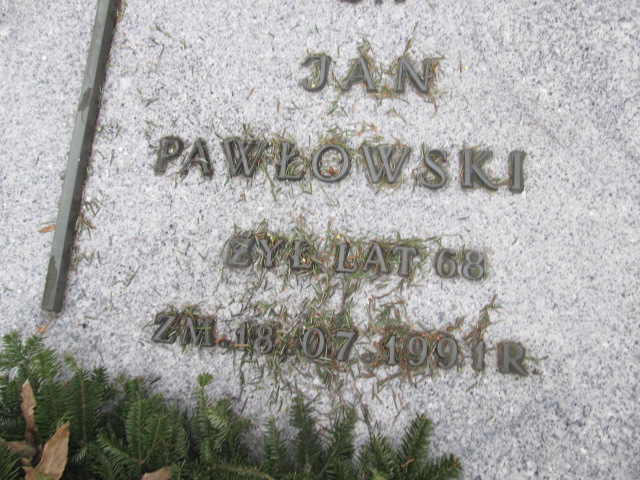 JAN
PAWŁOWSKI
ŻYŁ LAT 68
ZM. 18.07.1991 R.